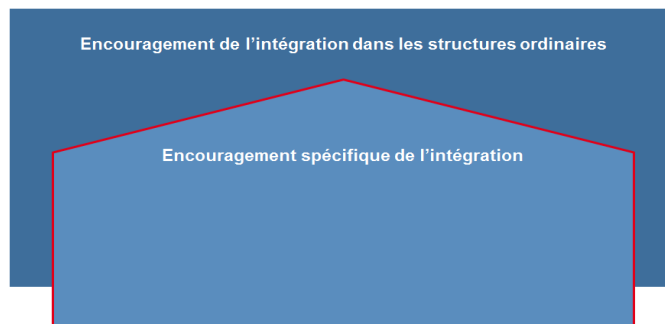 Encouragement de l’intégration dans les structures ordinaires
Encouragement spécifique de l’intégration